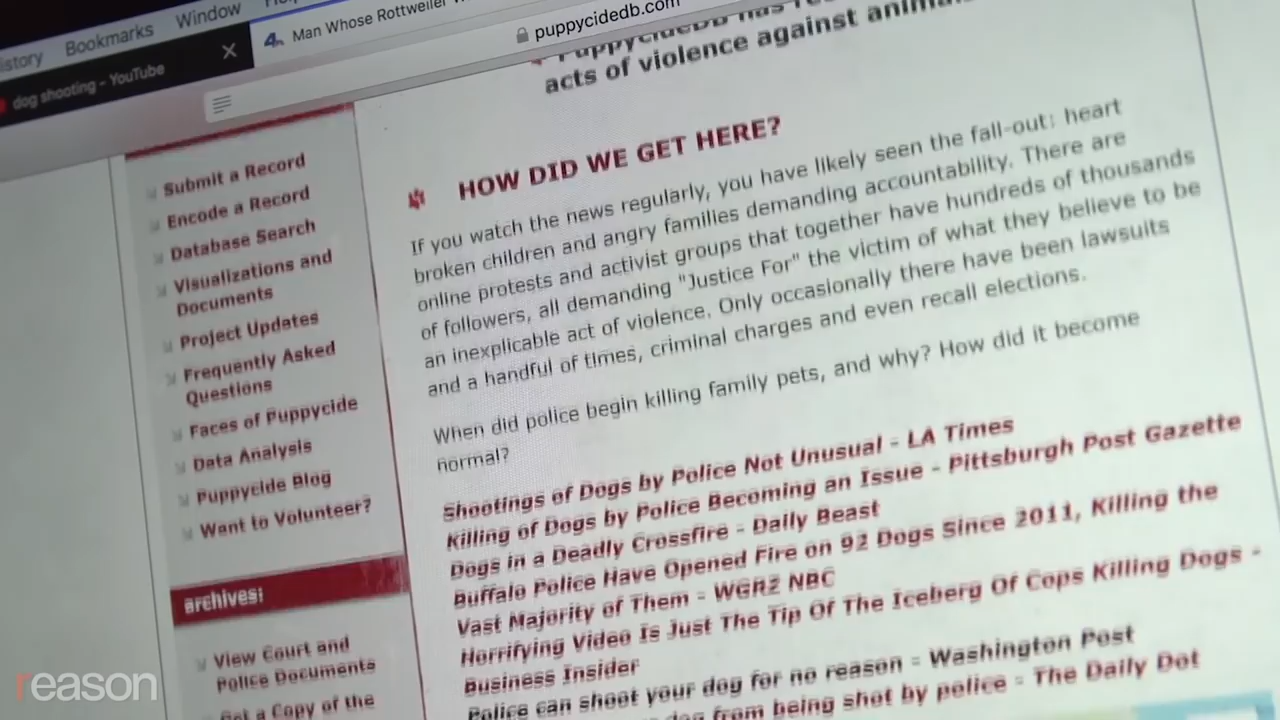 istory Bookmarks Window
dog shooting - YouTube
Man Whose Rottweiler
puppycidedb.com
acts of violence against
Submit a Record
Encode a Record
Database Search
Visualizations and
Documents
Project Updates
Frequently Asked
Questions
Faces of Puppycide
Data Analysis
Puppycide Blog
Want to Volunteer?
archives:
View Court and
Police Documents
Get a Copy of the
HOW DID WE GET HERE?
If you watch the news regularly, you have likely seen the fall-out: heart
broken children and angry families demanding accountability. There are
online protests and activist groups that together have hundreds of thousands
of followers, all demanding "Justice For" the victim of what they believe to be
an inexplicable act of violence. Only occasionally there have been lawsuits
and a handful of times, criminal charges and even recall elections.
When did police begin killing family pets, and why? How did it become
normal?
Shootings of Dogs by Police Not Unusual - LA Times
Killing of Dogs by Police Becoming an Issue - Pittsburgh Post Gazette
Dogs in a Deadly Crossfire - Daily Beast
Buffalo Police Have Opened Fire on 92 Dogs Since 2011, Killing the
Vast Majority of Them - WGRZ NBC
Horrifying Video Is Just The Tip Of The Iceberg Of Cops Killing Dogs -
Business Insider
Police can shoot your dog for no reason - Washington Post
dog from being shot by police - The Daily Dot
reason